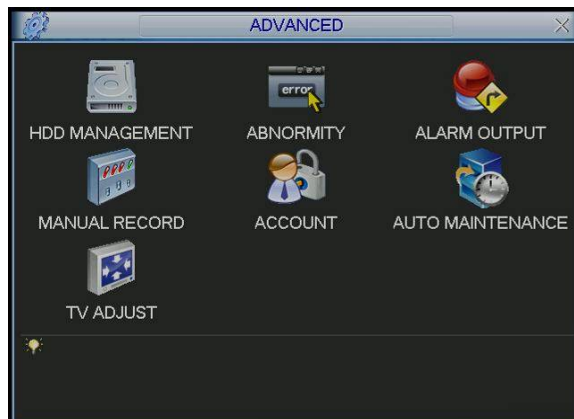 ADVANCED
HDD MANAGEMENT
error
ABNORMITY
ALARM OUTPUT
MANUAL RECORD
ACCOUNT
AUTO MAINTENANCE
TV ADJUST